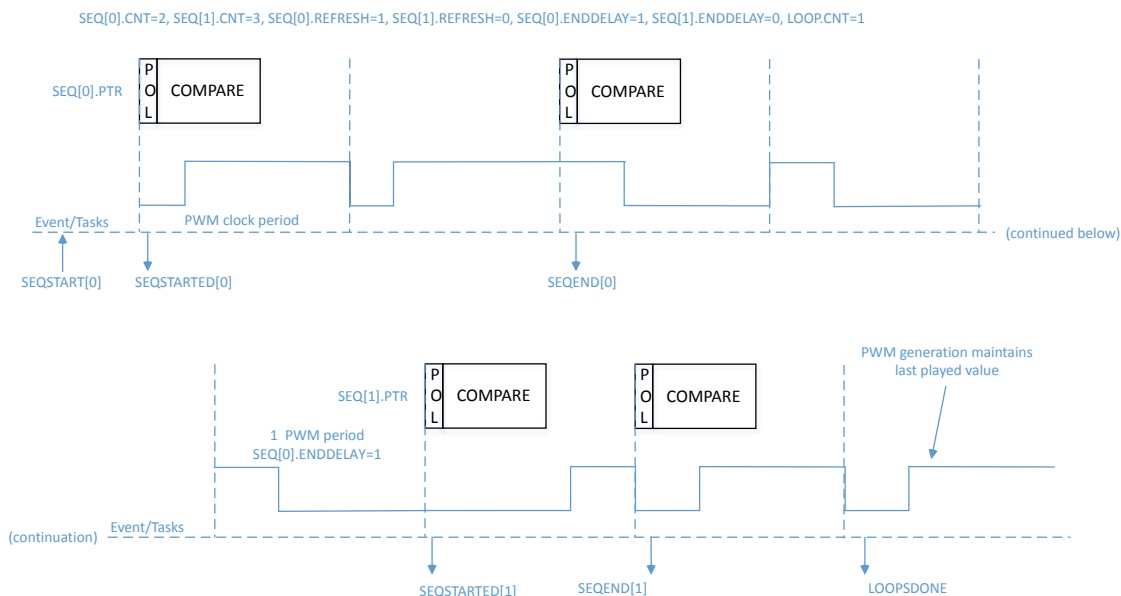 SEQ[0].CNT=2, SEQ[1].CNT=3, SEQ[0].REFRESH=1, SEQ[1].REFRESH=0, SEQ[0].ENDDELAY=1, SEQ[1].ENDDELAY=0, LOOP.CNT=1
SEQ[0].PTR
P
O
L
COMPARE
P
O
L
COMPARE
Event/Tasks
PWM clock period
(continued below)
SEQSTART[0]
SEQSTARTED[0]
SEQEND[0]
PWM generation maintains
last played value
SEQ[1].PTR
P
O
L
COMPARE
P
O
L
COMPARE
1 PWM period
SEQ[0].ENDDELAY=1
(continuation)
Event/Tasks
SEQSTARTED[1]
SEQEND[1]
LOOPSDONE